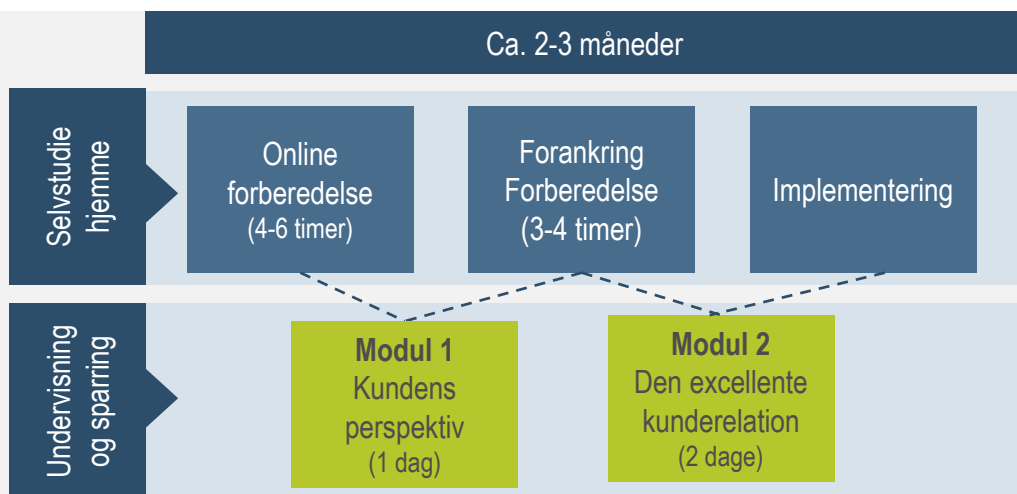 Ca. 2-3 måneder
Selvstudie
hjemme
Online
forberedelse
(4-6 timer)
Forankring
Forberedelse
(3-4 timer)
Implementering
Undervisning
og sparring
Modul 1
Kundens
perspektiv
(1 dag)
Modul 2
Den excellente
kunderelation
(2 dage)